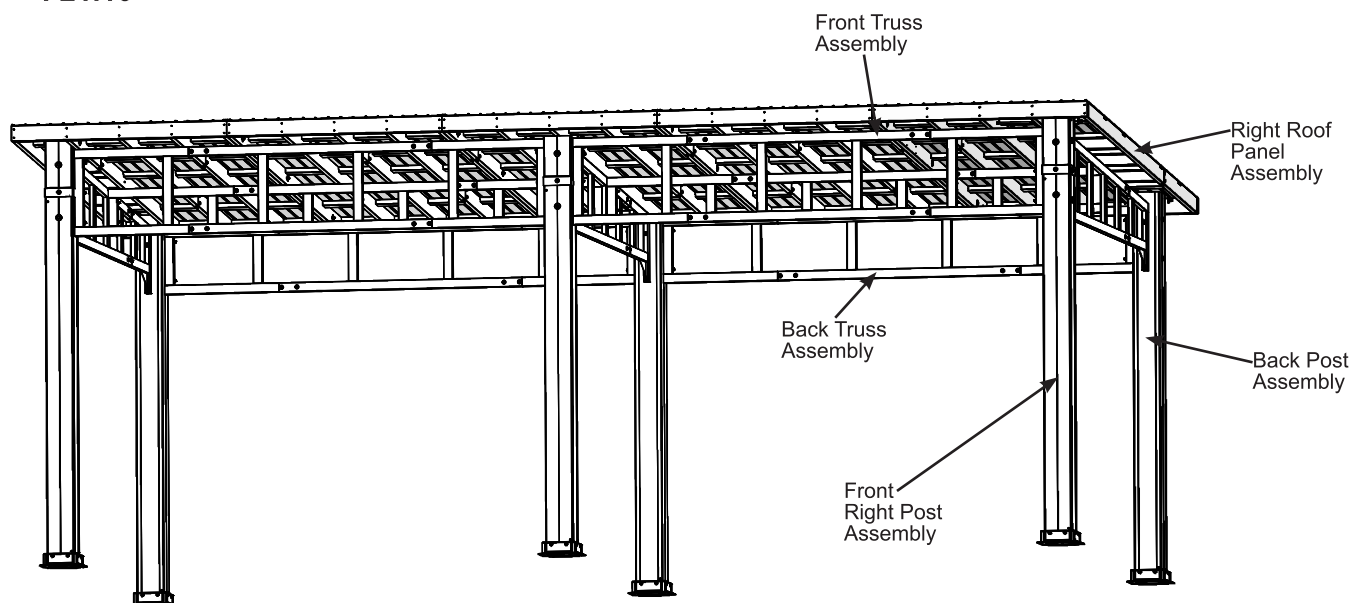 Front Truss
Assembly
Right Roof
Panel
Assembly
Back Truss
Assembly
Back Post
Assembly
Front
Right Post
Assembly